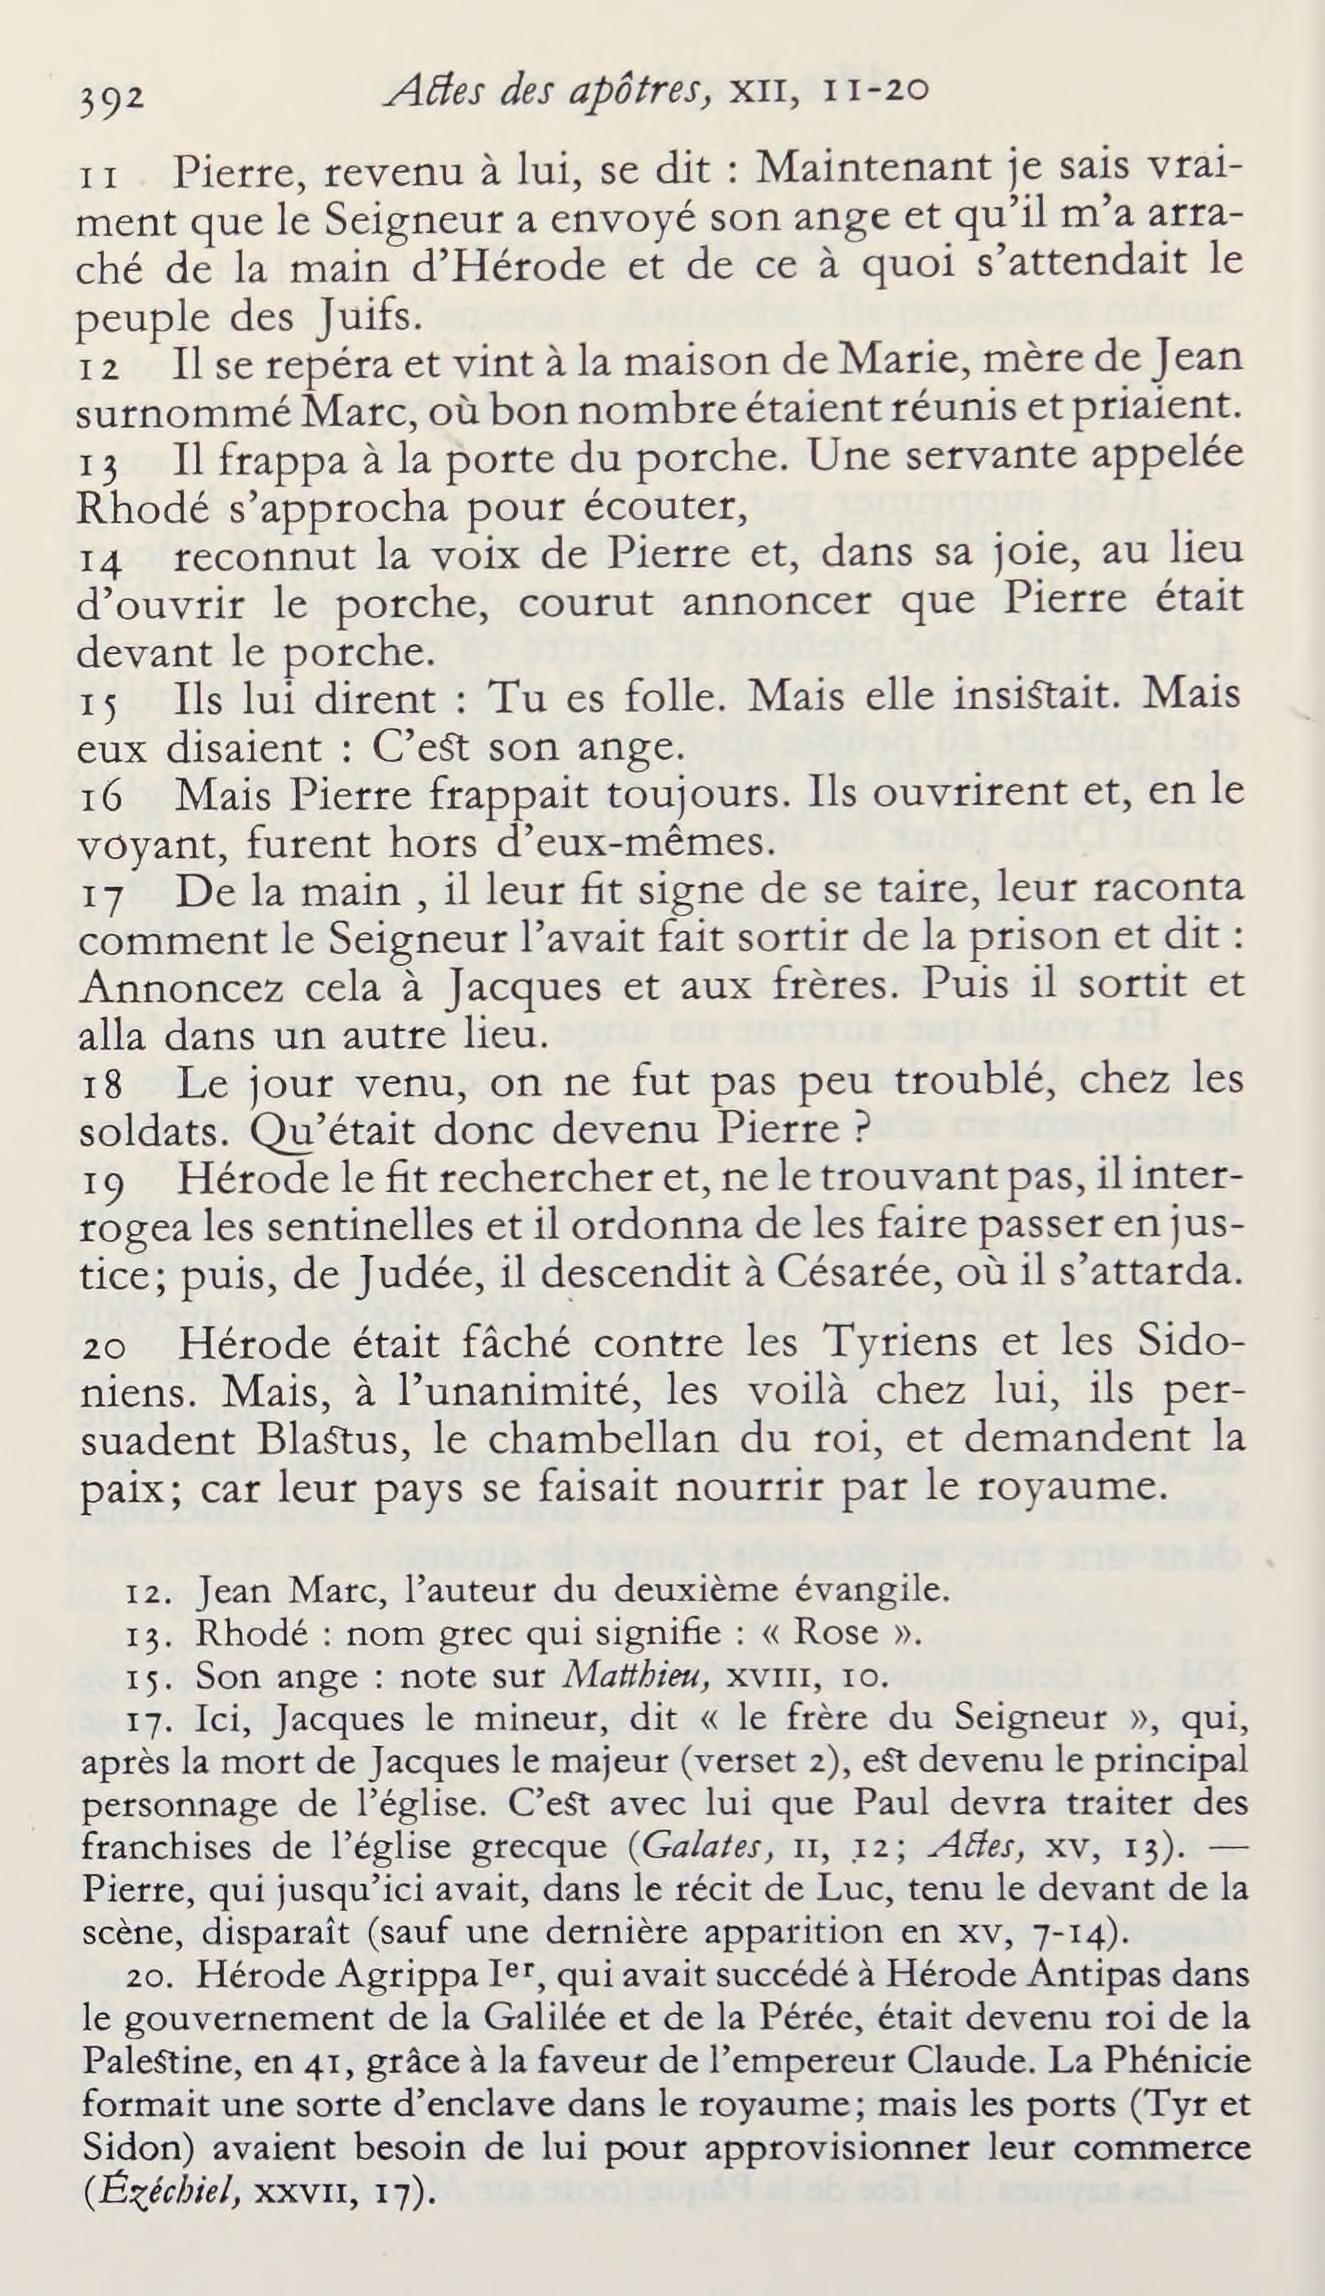 392
Actes des apôtres, XII, 11-20
11 Pierre, revenu à lui, se dit : Maintenant je sais vrai-
ment que le Seigneur a envoyé son ange et qu’il m’a arra-
ché de la main d’Hérode et de ce à quoi s’attendait le
peuple des Juifs.
12 Il se repéra et vint à la maison de Marie, mère de Jean
surnommé Marc, où bon nombre étaient réunis et priaient.
13 Il frappa à la porte du porche. Une servante appelée
Rhodé s’approcha pour écouter,
14 reconnut la voix de Pierre et, dans sa joie, au lieu
d’ouvrir le porche, courut annoncer que Pierre était
devant le porche.
15 Ils lui dirent : Tu es folle. Mais elle insistait. Mais
eux disaient : C’est son ange.
16 Mais Pierre frappait toujours. Ils ouvrirent et, en le
voyant, furent hors d’eux-mêmes.
17 De la main , il leur fit signe de se taire, leur raconta
comment le Seigneur l’avait fait sortir de la prison et dit :
Annoncez cela à Jacques et aux frères. Puis il sortit et
alla dans un autre lieu.
18 Le jour venu, on ne fut pas peu troublé, chez les
soldats. Qu’était donc devenu Pierre ?
19 Hérode le fit rechercher et, ne le trouvant pas, il inter-
rogea les sentinelles et il ordonna de les faire passer en jus-
tice; puis, de Judée, il descendit à Césarée, où il s’attarda.
20 Hérode était fâché contre les Tyriens et les Sido-
niens. Mais, à l’unanimité, les voilà chez lui, ils per-
suadent Blastus, le chambellan du roi, et demandent la
paix; car leur pays se faisait nourrir par le royaume.
12. Jean Marc, l’auteur du deuxième évangile.
13. Rhodé : nom grec qui signifie : « Rose ».
15. Son ange : note sur Matthieu, XVIII, 10.
17. Ici, Jacques le mineur, dit « le frère du Seigneur », qui,
après la mort de Jacques le majeur (verset 2), est devenu le principal
personnage de l’église. C’est avec lui que Paul devra traiter des
franchises de l’église grecque (Galates, II, 12; Actes, XV, 13). —
Pierre, qui jusqu’ici avait, dans le récit de Luc, tenu le devant de la
scène, disparaît (sauf une dernière apparition en XV, 7-14).
20. Hérode Agrippa Ier, qui avait succédé à Hérode Antipas dans
le gouvernement de la Galilée et de la Pérée, était devenu roi de la
Palestine, en 41, grâce à la faveur de l’empereur Claude. La Phénicie
formait une sorte d’enclave dans le royaume; mais les ports (Tyr et
Sidon) avaient besoin de lui pour approvisionner leur commerce
(Ézéchiel, XXVII, 17).